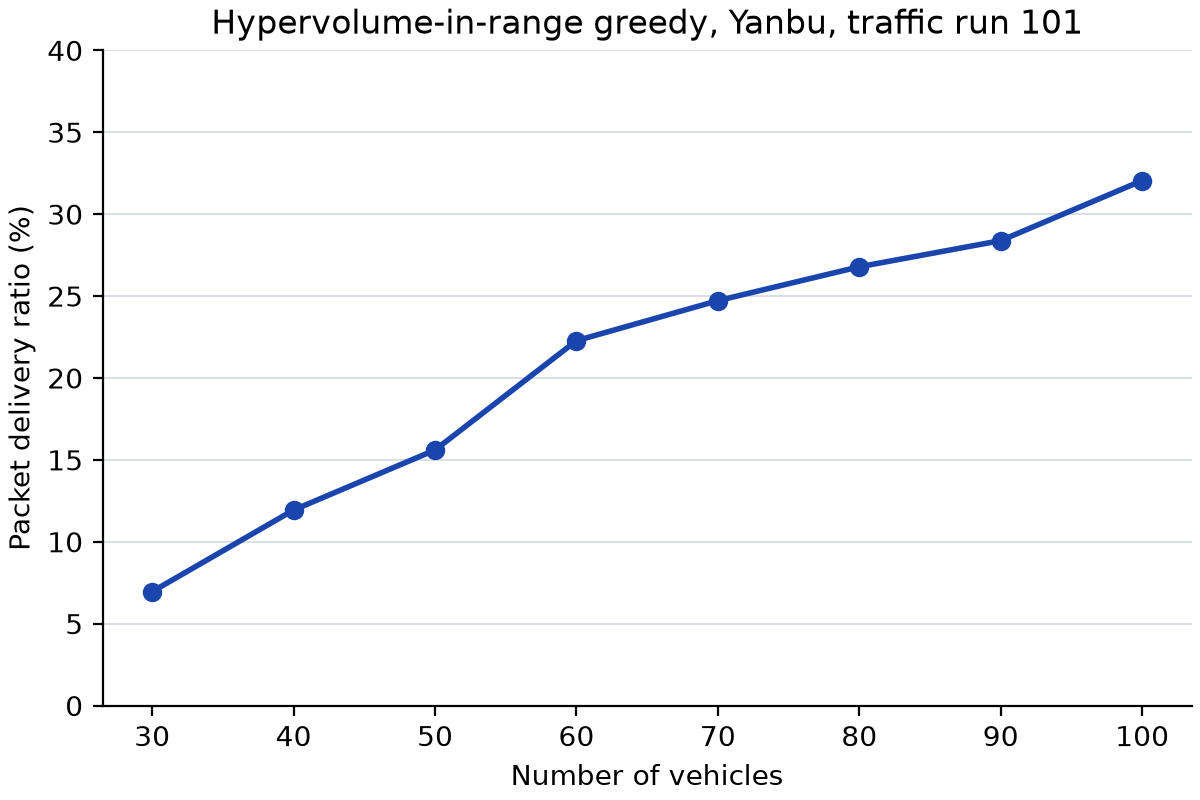 Hypervolume-in-range greedy, Yanbu, traffic run 101
Packet delivery ratio (%)
40
35
30
25
20
15
10
5
0
30 40 50 60 70 80 90 100
Number of vehicles